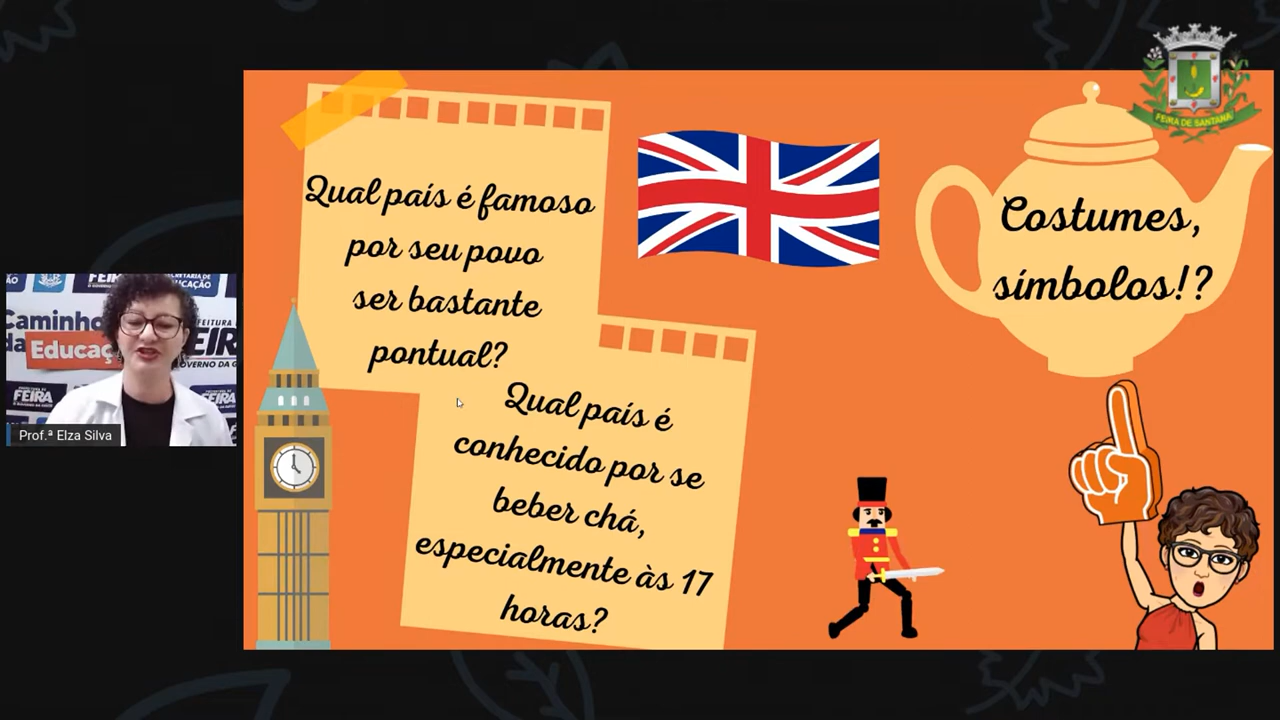 Qual país é famoso
por seu povo
ser bastante
pontual?
Qual país é
conhecido por se
beber chá,
especialmente às 17
horas?
Costumes,
símbolos!?
FEIRA DE SANTANA
Caminho
da
Educaç
FEIRA
Prof.ª Elza Silva